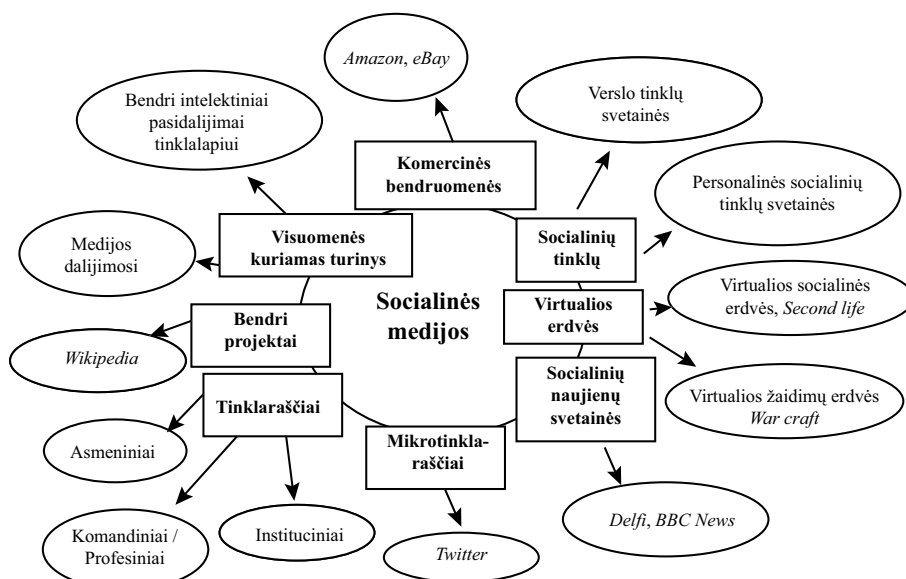 Amazon, eBay
Bendri intelektiniai
pasidalijimai
tinklalapiui
Verslo tinklų
svetainės
Komercinės
bendruomenės
Personalinės socialinių
tinklų svetainės
Visuomenės
kuriamas turinys
Socialinių
tinklų
Medijos
dalijimosi
Socialinės
medijos
Virtualios
erdvės
Virtualios socialinės
erdvės, Second life
Bendri
projektai
Wikipedia
Socialinių
naujienų
svetainės
Virtualios žaidimų erdvės
War craft
Tinklaraščiai
Mikrotinkla-
raščiai
Asmeniniai
Komandiniai /
Profesiniai
Instituciniai
Twitter
Delfi, BBC News